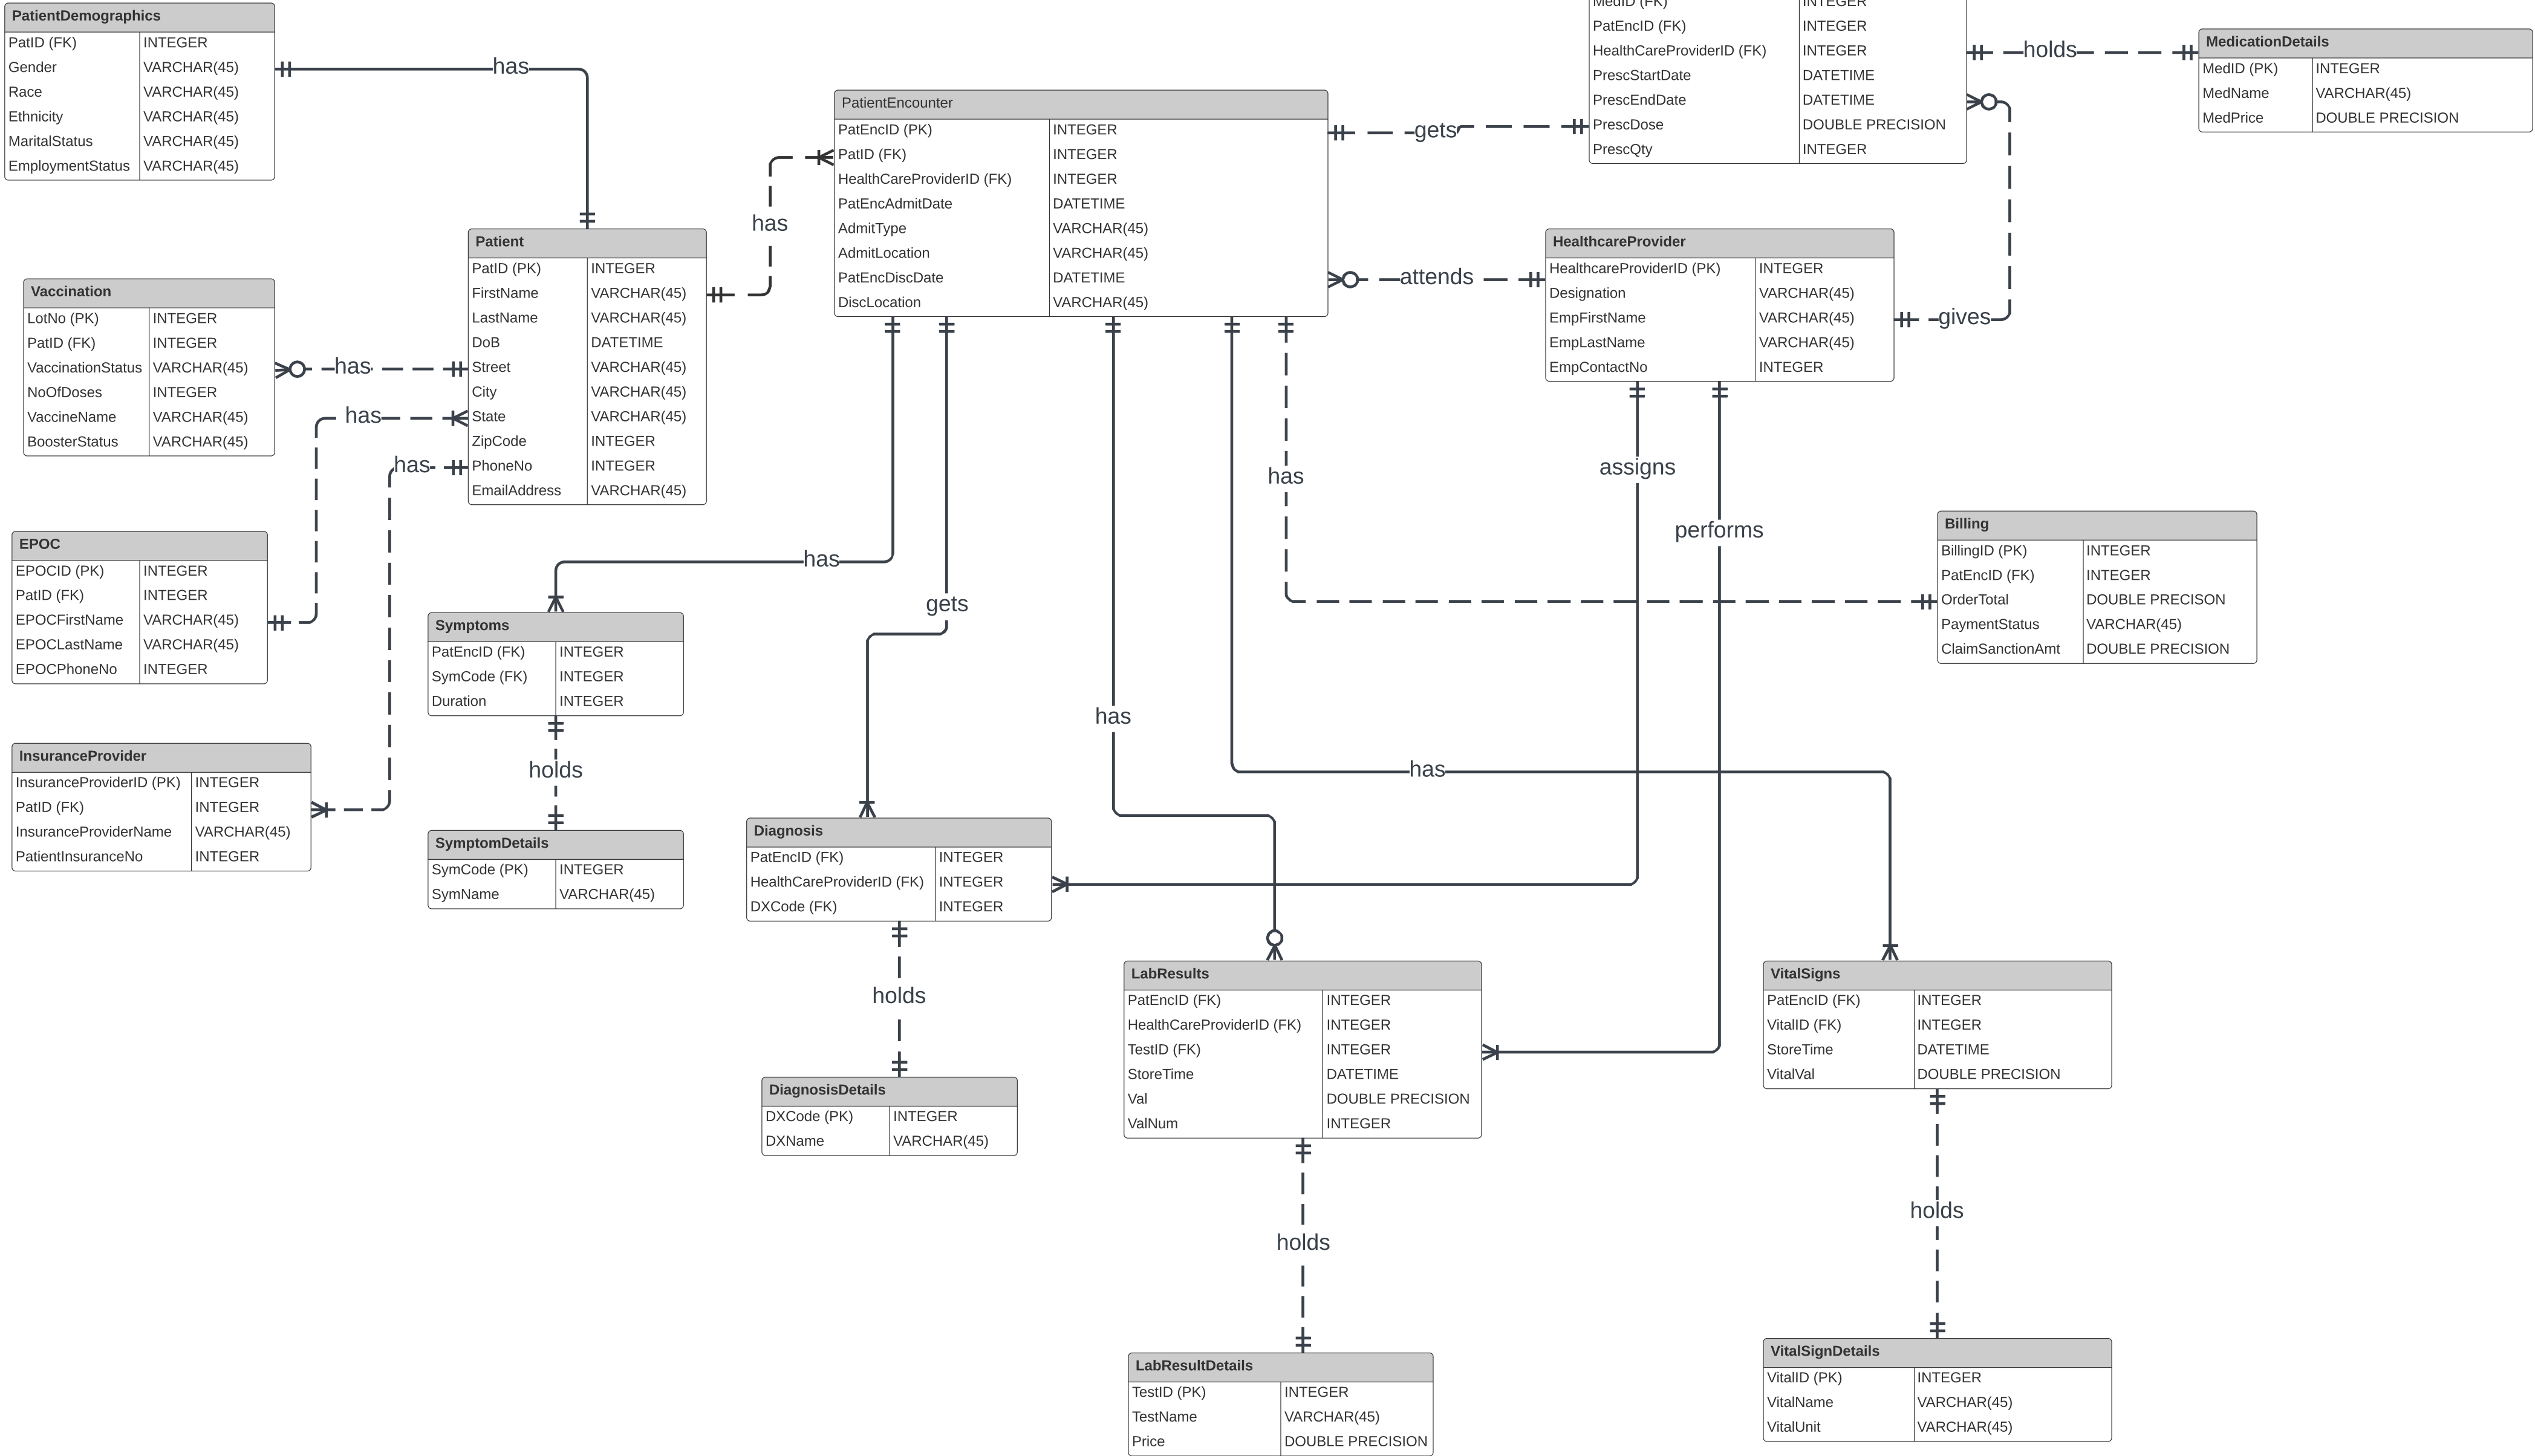 PatientDemographics
PatID (FK) INTEGER
Gender VARCHAR(45)
Race VARCHAR(45)
Ethnicity VARCHAR(45)
MaritalStatus VARCHAR(45)
EmploymentStatus VARCHAR(45)
has
MedID (FK) INTEGER
PatEncID (FK) INTEGER
HealthCareProviderID (FK) INTEGER
PrescStartDate DATETIME
PrescEndDate DATETIME
PrescDose DOUBLE PRECISION
PrescQty INTEGER
holds
MedicationDetails
MedID (PK) INTEGER
MedName VARCHAR(45)
MedPrice DOUBLE PRECISION
PatientEncounter
PatEncID (PK) INTEGER
PatID (FK) INTEGER
HealthCareProviderID (FK) INTEGER
PatEncAdmitDate DATETIME
AdmitType VARCHAR(45)
AdmitLocation VARCHAR(45)
PatEncDiscDate DATETIME
DiscLocation VARCHAR(45)
gets
has
attends
gives
Patient
PatID (PK) INTEGER
FirstName VARCHAR(45)
LastName VARCHAR(45)
DoB DATETIME
Street VARCHAR(45)
City VARCHAR(45)
State VARCHAR(45)
ZipCode INTEGER
PhoneNo INTEGER
EmailAddress VARCHAR(45)
HealthcareProvider
HealthcareProviderID (PK) INTEGER
Designation VARCHAR(45)
EmpFirstName VARCHAR(45)
EmpLastName VARCHAR(45)
EmpContactNo INTEGER
Vaccination
LotNo (PK) INTEGER
PatID (FK) INTEGER
VaccinationStatus VARCHAR(45)
NoOfDoses INTEGER
VaccineName VARCHAR(45)
BoosterStatus VARCHAR(45)
has
has
has
has
assigns
performs
EPOC
EPOCID (PK) INTEGER
PatID (FK) INTEGER
EPOCFirstName VARCHAR(45)
EPOCLastName VARCHAR(45)
EPOCPhoneNo INTEGER
has
gets
Billing
BillingID (PK) INTEGER
PatEncID (FK) INTEGER
OrderTotal DOUBLE PRECISON
PaymentStatus VARCHAR(45)
ClaimSanctionAmt DOUBLE PRECISION
Symptoms
PatEncID (FK) INTEGER
SymCode (FK) INTEGER
Duration INTEGER
has
has
holds
InsuranceProvider
InsuranceProviderID (PK) INTEGER
PatID (FK) INTEGER
InsuranceProviderName VARCHAR(45)
PatientInsuranceNo INTEGER
SymptomDetails
SymCode (PK) INTEGER
SymName VARCHAR(45)
Diagnosis
PatEncID (FK) INTEGER
HealthCareProviderID (FK) INTEGER
DXCode (FK) INTEGER
holds
LabResults
PatEncID (FK) INTEGER
HealthCareProviderID (FK) INTEGER
TestID (FK) INTEGER
StoreTime DATETIME
Val DOUBLE PRECISION
ValNum INTEGER
VitalSigns
PatEncID (FK) INTEGER
VitalID (FK) INTEGER
StoreTime DATETIME
VitalVal DOUBLE PRECISION
DiagnosisDetails
DXCode (PK) INTEGER
DXName VARCHAR(45)
holds
holds
LabResultDetails
TestID (PK) INTEGER
TestName VARCHAR(45)
Price DOUBLE PRECISION
VitalSignDetails
VitalID (PK) INTEGER
VitalName VARCHAR(45)
VitalUnit VARCHAR(45)